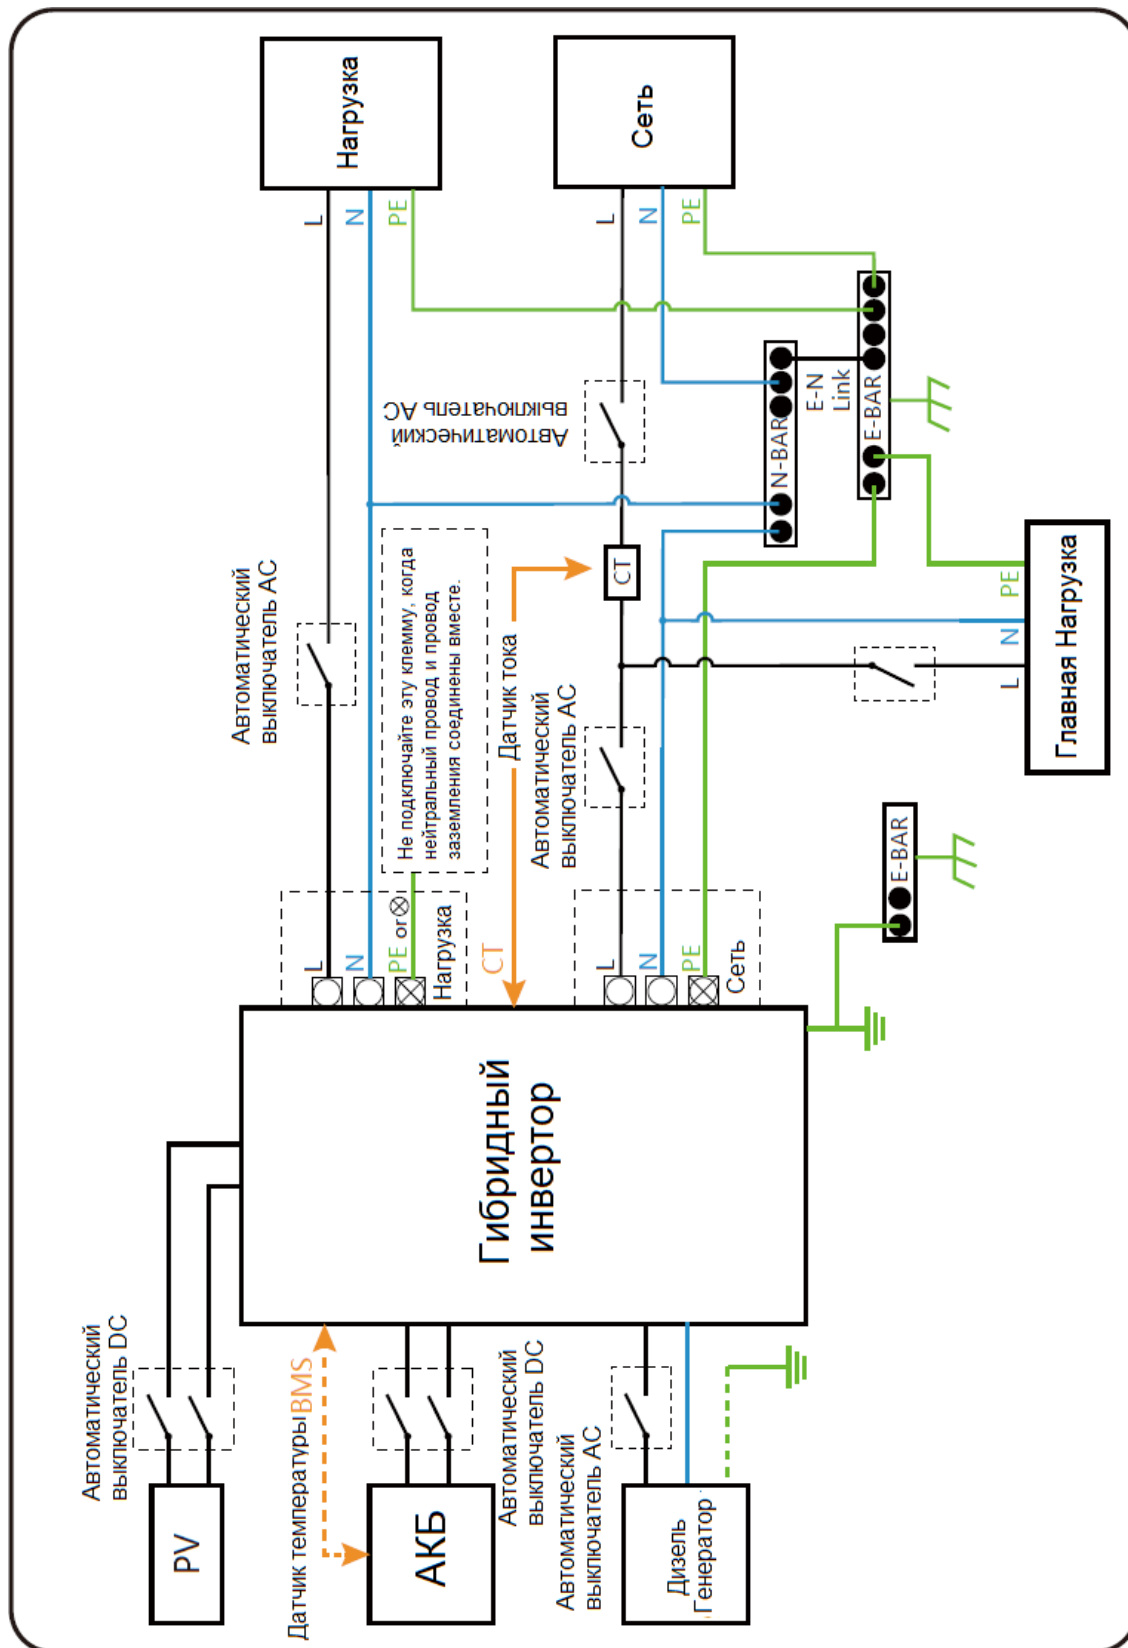 PV
Автоматический
выключатель DC
Датчик температуры
BMS
АКБ
Автоматический
выключатель DC
Автоматический
выключатель AC
Дизель
Генератор
Гибридный
инвертор
L
N
PE or
Нагрузка
CT
L
N
PE
Сеть
Автоматический
выключатель AC
Не подключайте эту клемму, когда
нейтральный провод и провод
заземления соединены вместе.
Датчик тока
Автоматический
выключатель AC
CT
Автоматический
выключатель AC
L
N
PE
Нагрузка
L
N
PE
Сеть
N-BAR
E-N
Link
E-BAR
E-BAR
L
N
PE
Главная Нагрузка